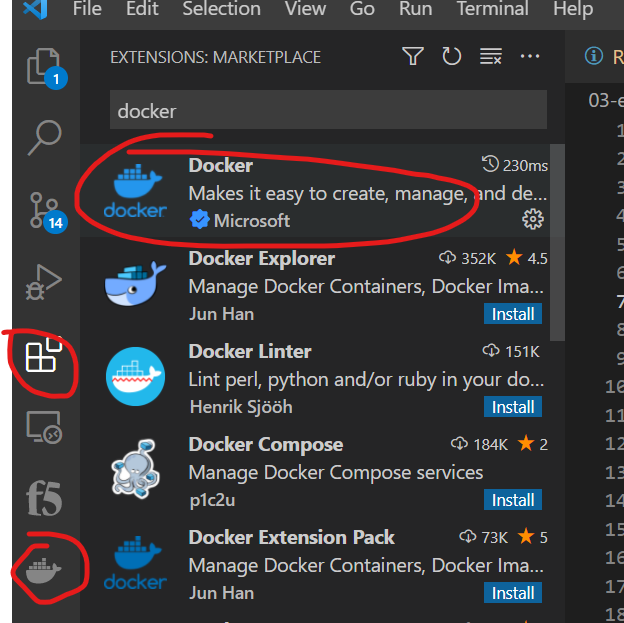 File Edit Selection View Go Run Terminal Help
EXTENSIONS: MARKETPLACE
1
docker
Docker 230ms
Makes it easy to create, manage, and de...
docker
Microsoft
14
Docker Explorer 352K 4.5
Manage Docker Containers, Docker Ima...
Jun Han Install
Docker Linter 151K
Lint perl, python and/or ruby in your do...
Henrik Sjööh Install
Docker Compose 184K 2
Manage Docker Compose services
p1c2u Install
f5
Docker Extension Pack 73K 5
Manage Docker Containers, Docker Ima...
docker
Jun Han Install
R
03-e
1
2
3
4
5
6
7
8
9
10
11
12
13
14
15
16
17
18